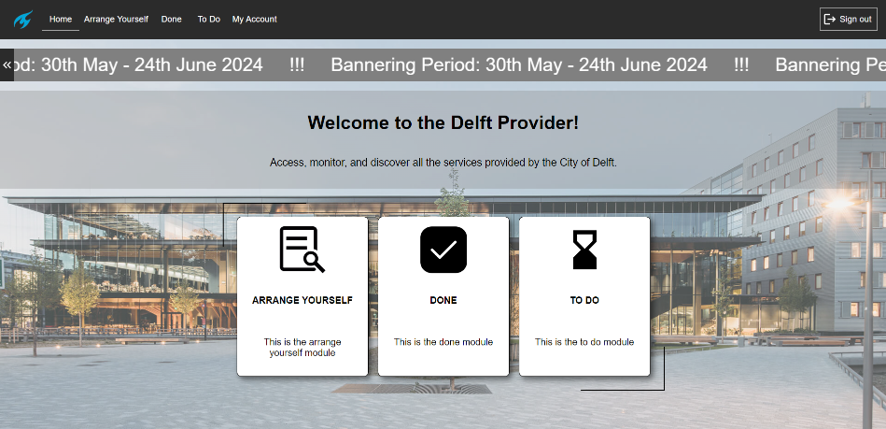 Home Arrange Yourself Done To Do My Account Sign out
« od: 30th May - 24th June 2024 !!! Bannering Period: 30th May - 24th June 2024 !!! Bannering Pe
Welcome to the Delft Provider!
Access, monitor, and discover all the services provided by the City of Delft.
ARRANGE YOURSELF
This is the arrange
yourself module
DONE
This is the done module
TO DO
This is the to do module